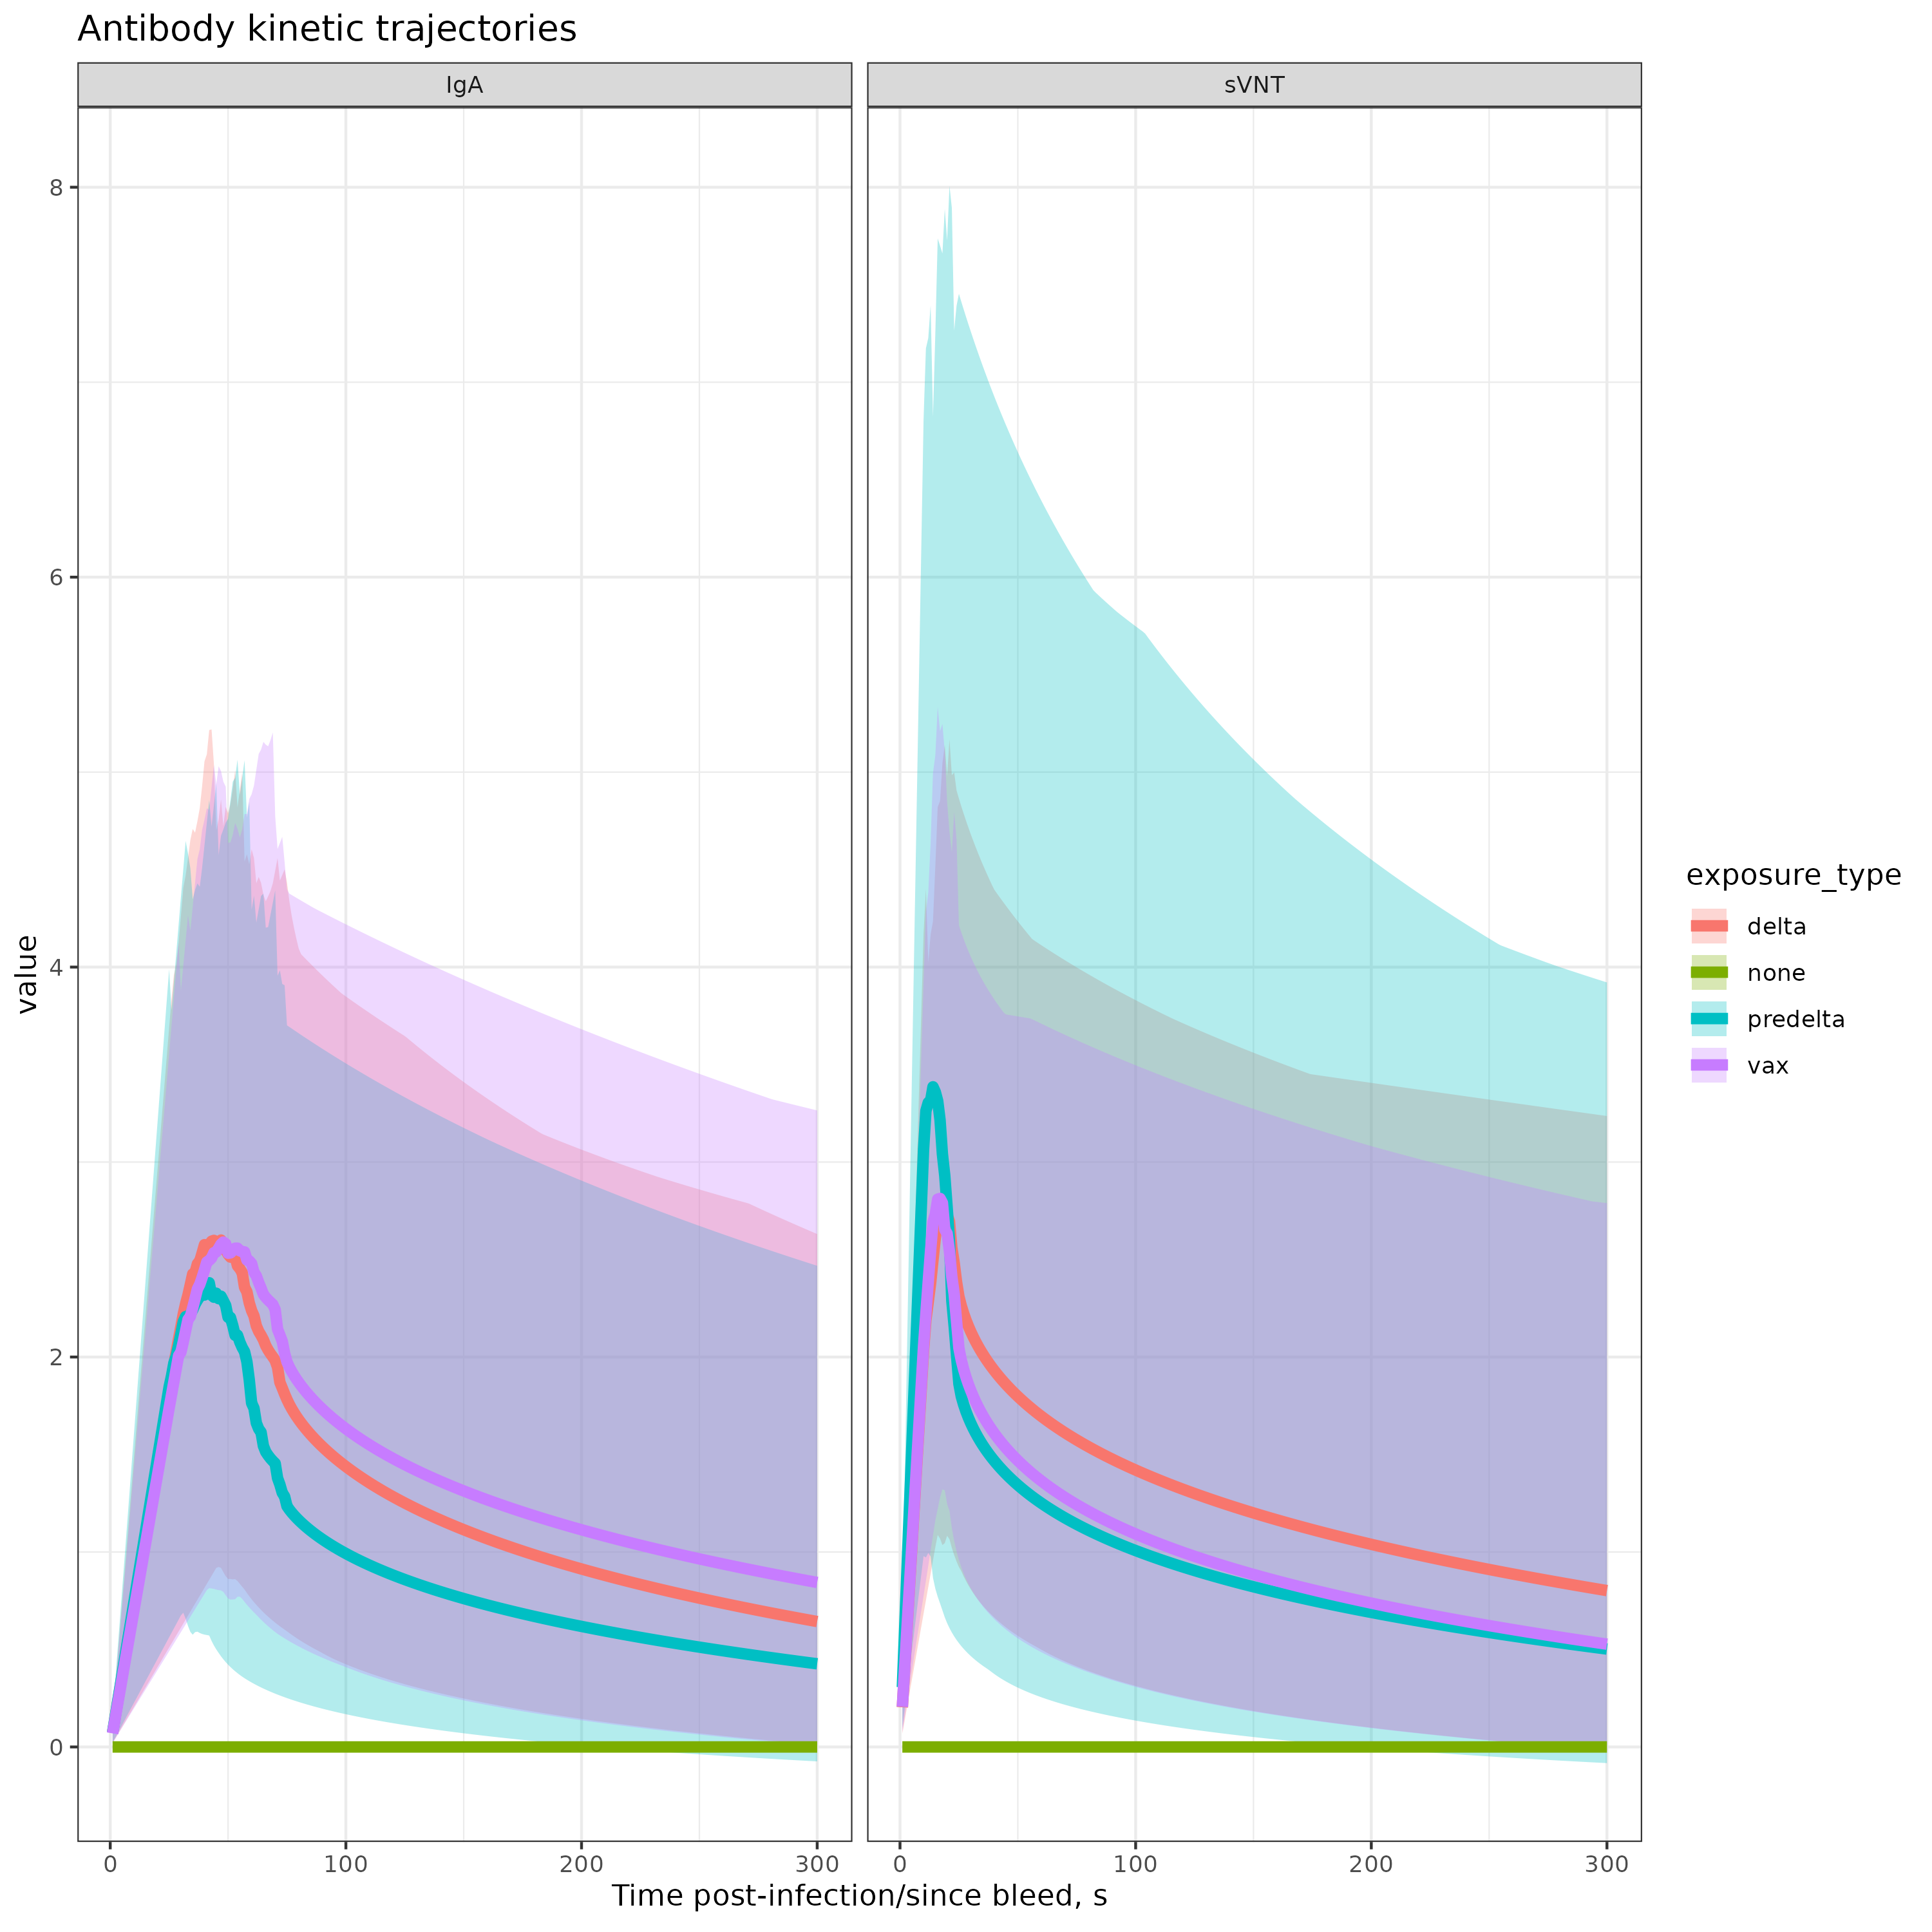 Antibody kinetic trajectories
IgA
sVNT
8
6
4
2
0
value
0 100 200 300
0 100 200 300
Time post-infection/since bleed, s
exposure_type
delta
none
predelta
vax